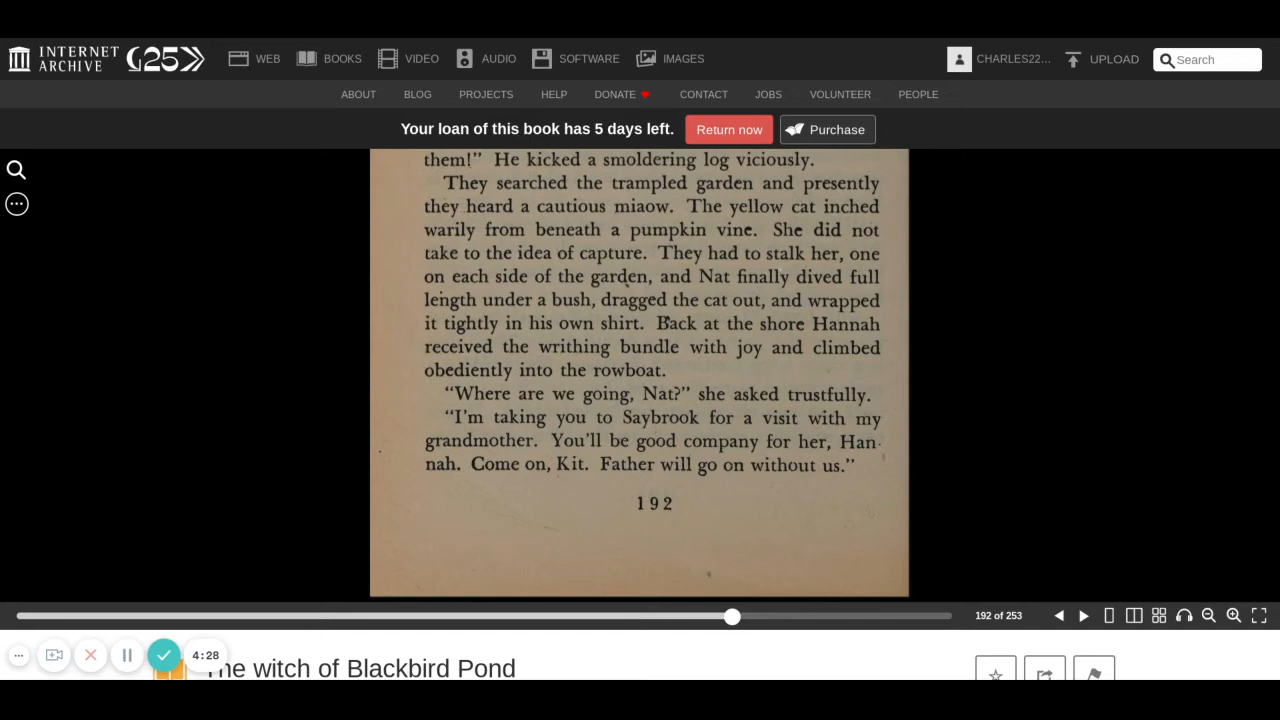 INTERNET
ARCHIVE
25
WEB
BOOKS
VIDEO
AUDIO
SOFTWARE
IMAGES
CHARLES22...
UPLOAD
Search
ABOUT
BLOG
PROJECTS
HELP
DONATE
CONTACT
JOBS
VOLUNTEER
PEOPLE
Your loan of this book has 5 days left.
Return now
Purchase
them!" He kicked a smoldering log viciously.
They searched the trampled garden and presently
they heard a cautious miaow. The yellow cat inched
warily from beneath a pumpkin vine. She did not
take to the idea of capture. They had to stalk her, one
on each side of the garden, and Nat finally dived full
length under a bush, dragged the cat out, and wrapped
it tightly in his own shirt. Back at the shore Hannah
received the writhing bundle with joy and climbed
obediently into the rowboat.
"Where are we going, Nat?" she asked trustfully.
"I'm taking you to Saybrook for a visit with my
grandmother. You'll be good company for her, Han-
nah. Come on, Kit. Father will go on without us."
192
192 of 253
4:28
The witch of Blackbird Pond